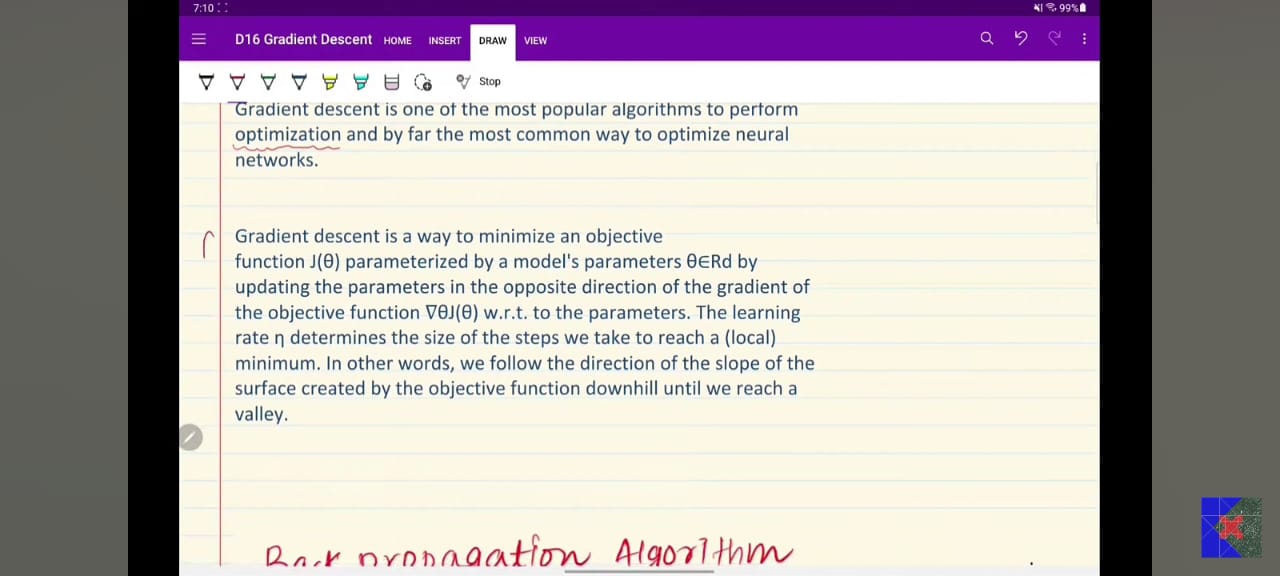 7:10
99%
D16 Gradient Descent HOME INSERT DRAW VIEW
Stop
Gradient descent is one of the most popular algorithms to perform
optimization and by far the most common way to optimize neural
networks.
Gradient descent is a way to minimize an objective
function J(θ) parameterized by a model's parameters θ∈Rd by
updating the parameters in the opposite direction of the gradient of
the objective function ∇θJ(θ) w.r.t. to the parameters. The learning
rate η determines the size of the steps we take to reach a (local)
minimum. In other words, we follow the direction of the slope of the
surface created by the objective function downhill until we reach a
valley.
Back propagation Algorithm